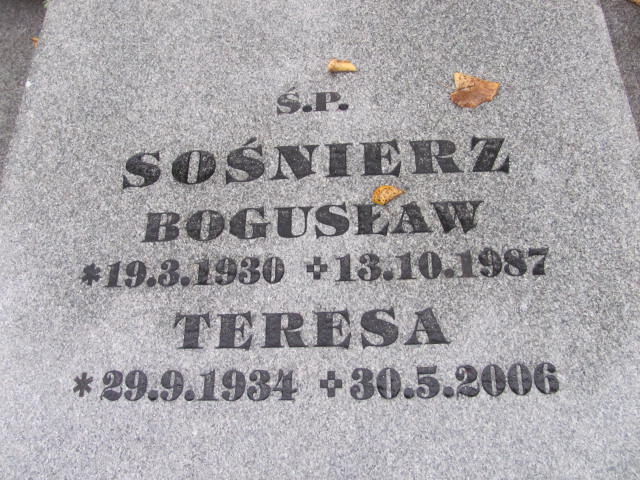 Ś.P.
SOŚNIERZ
BOGUSŁAW
*19.3.1930 +13.10.1987
TERESA
*29.9.1934 +30.5.2006